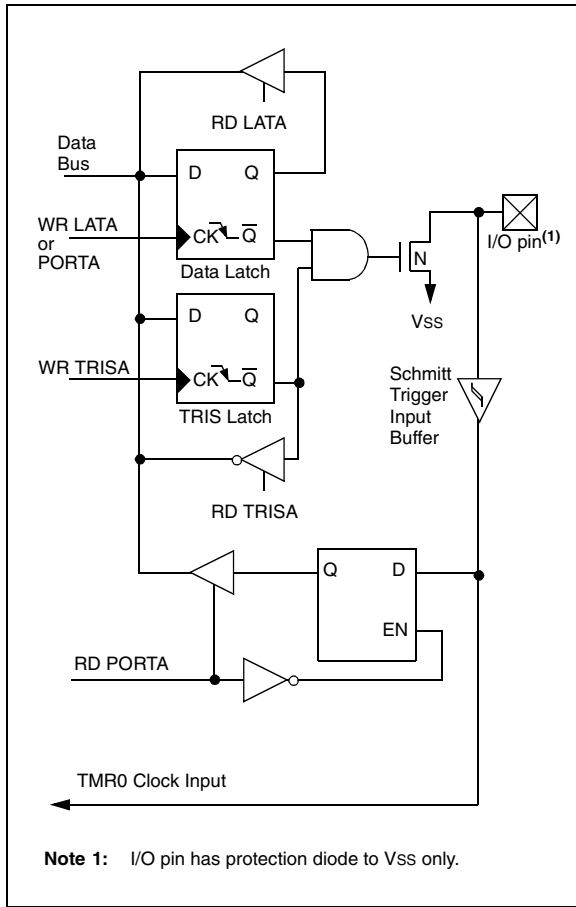 RD LATA
Data
Bus
D Q
WR LATA
or
PORTA
CK Q̅
Data Latch
N
I/O pin(1)
VSS
D Q
WR TRISA
CK Q̅
TRIS Latch
Schmitt
Trigger
Input
Buffer
RD TRISA
Q D
EN
RD PORTA
TMR0 Clock Input
Note 1: I/O pin has protection diode to VSS only.